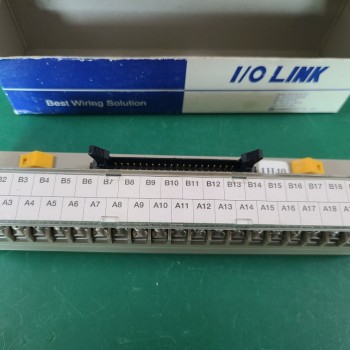 I/O LINK
Best Wiring Solution
B2 B3 B4 B5 B6 B7 B8 B9 B10 B11 B12 B13 B14 B15 B16 B17 B18
A3 A4 A5 A6 A7 A8 A9 A10 A11 A12 A13 A14 A15 A16 A17 A18